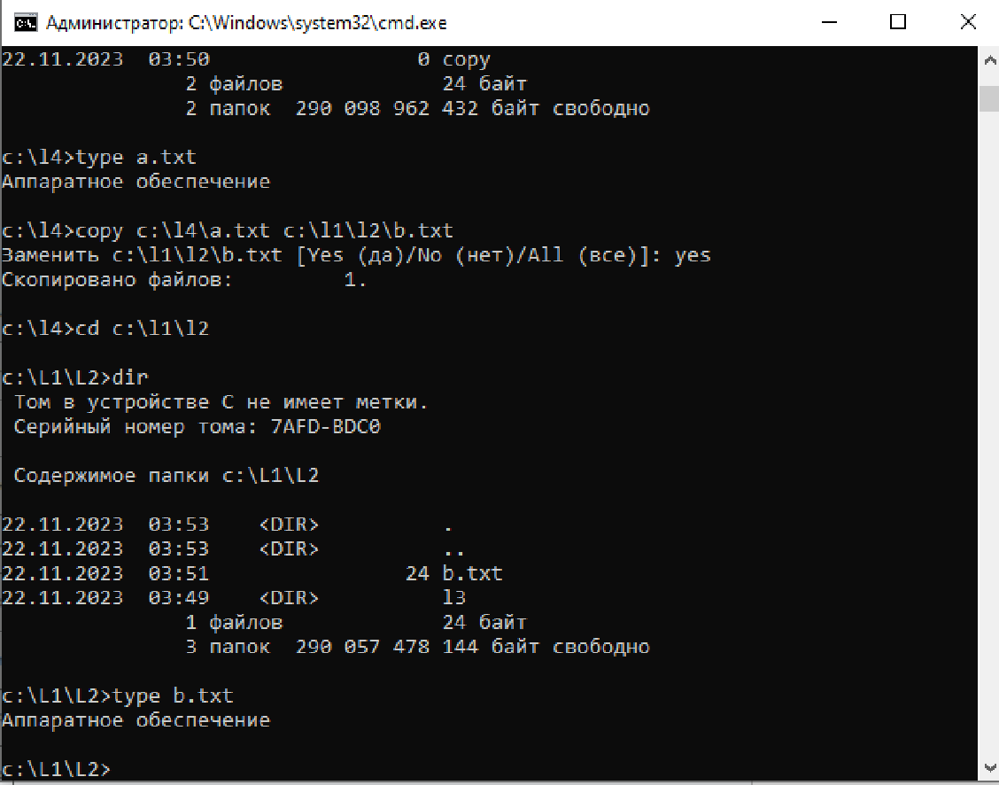 Администратор: C:\Windows\system32\cmd.exe
22.11.2023  03:50                 0 copy
               2 файлов             24 байт
               2 папок  290 098 962 432 байт свободно
c:\l4>type a.txt
Аппаратное обеспечение
c:\l4>copy c:\l4\a.txt c:\l1\l2\b.txt
Заменить c:\l1\l2\b.txt [Yes (да)/No (нет)/All (все)]: yes
Скопировано файлов:         1.
c:\l4>cd c:\l1\l2
c:\L1\L2>dir
 Том в устройстве C не имеет метки.
 Серийный номер тома: 7AFD-BDC0
 Содержимое папки c:\L1\L2
22.11.2023  03:53    <DIR>          .
22.11.2023  03:53    <DIR>          ..
22.11.2023  03:51                24 b.txt
22.11.2023  03:49    <DIR>          l3
               1 файлов             24 байт
               3 папок  290 057 478 144 байт свободно
c:\L1\L2>type b.txt
Аппаратное обеспечение
c:\L1\L2>